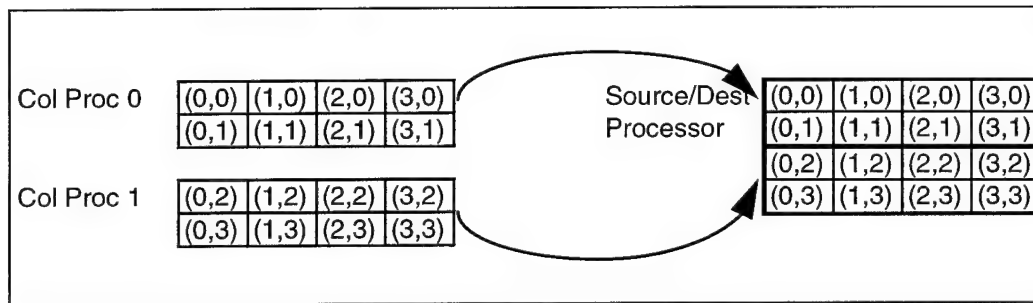 Col Proc 0
(0,0) (1,0) (2,0) (3,0)
(0,1) (1,1) (2,1) (3,1)
Col Proc 1
(0,2) (1,2) (2,2) (3,2)
(0,3) (1,3) (2,3) (3,3)
Source/Dest
Processor
(0,0) (1,0) (2,0) (3,0)
(0,1) (1,1) (2,1) (3,1)
(0,2) (1,2) (2,2) (3,2)
(0,3) (1,3) (2,3) (3,3)